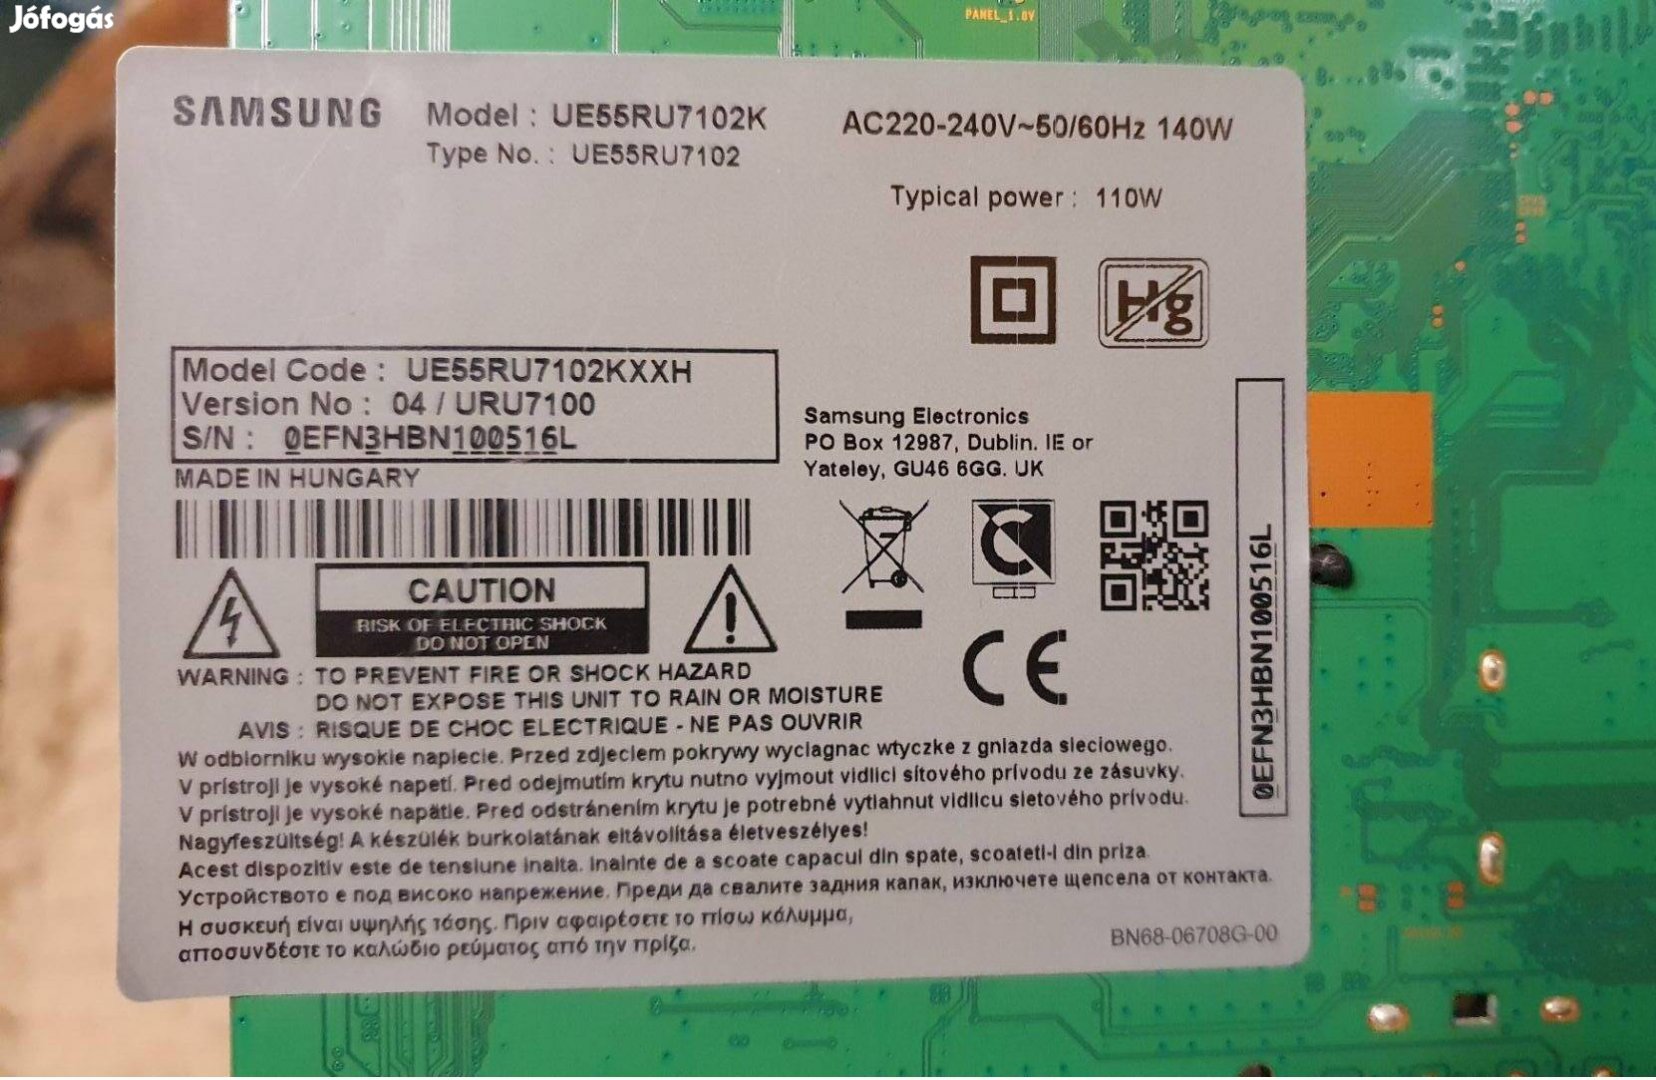 Jófogás
PANEL_1.8V
SAMSUNG
Model : UE55RU7102K
Type No. : UE55RU7102
AC220-240V~50/60Hz 140W
Typical power : 110W
Hg
Model Code : UE55RU7102KXXH
Version No : 04 / URU7100
S/N : 0EFN3HBN100516L
MADE IN HUNGARY
Samsung Electronics
PO Box 12987, Dublin. IE or
Yateley, GU46 6GG. UK
CAUTION
RISK OF ELECTRIC SHOCK
DO NOT OPEN
CE
WARNING : TO PREVENT FIRE OR SHOCK HAZARD
DO NOT EXPOSE THIS UNIT TO RAIN OR MOISTURE
AVIS : RISQUE DE CHOC ELECTRIQUE - NE PAS OUVRIR
W odbiorniku wysokie napiecie. Przed zdjeciem pokrywy wyciagnac wtyczke z gniazda sieciowego.
V pristroji je vysoké napetí. Pred odejmutím krytu nutno vyjmout vidlici sítového prívodu ze zásuvky.
V prístroji je vysoké napätie. Pred odstránením krytu je potrebné vytiahnut vidlicu sietového prívodu.
Nagyfeszültség! A készülék burkolatának eltávolítása életveszélyes!
Acest dispozitiv este de tensiune inalta. Inainte de a scoate capacul din spate, scoateti-l din priza.
Устройството е под високо напрежение. Преди да свалите задния капак, изключете щепсела от контакта.
Η συσκευή είναι υψηλής τάσης. Πριν αφαιρέσετε το πίσω κάλυμμα,
αποσυνδέστε το καλώδιο ρεύματος από την πρίζα.
BN68-06708G-00
0EFN3HBN100516L